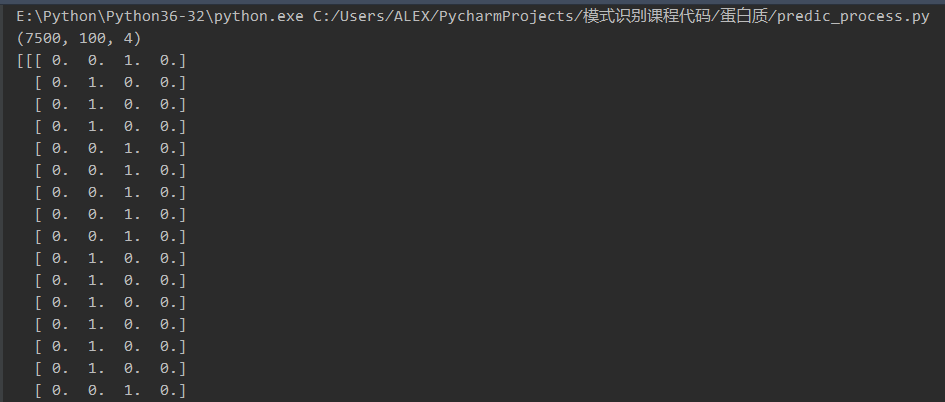 E:\Python\Python36-32\python.exe C:/Users/ALEX/PycharmProjects/模式识别课程代码/蛋白质/predic_process.py
(7500, 100, 4)
[[[ 0.  0.  1.  0.]
  [ 0.  1.  0.  0.]
  [ 0.  1.  0.  0.]
  [ 0.  1.  0.  0.]
  [ 0.  0.  1.  0.]
  [ 0.  0.  1.  0.]
  [ 0.  0.  1.  0.]
  [ 0.  0.  1.  0.]
  [ 0.  0.  1.  0.]
  [ 0.  1.  0.  0.]
  [ 0.  1.  0.  0.]
  [ 0.  1.  0.  0.]
  [ 0.  1.  0.  0.]
  [ 0.  1.  0.  0.]
  [ 0.  1.  0.  0.]
  [ 0.  0.  1.  0.]